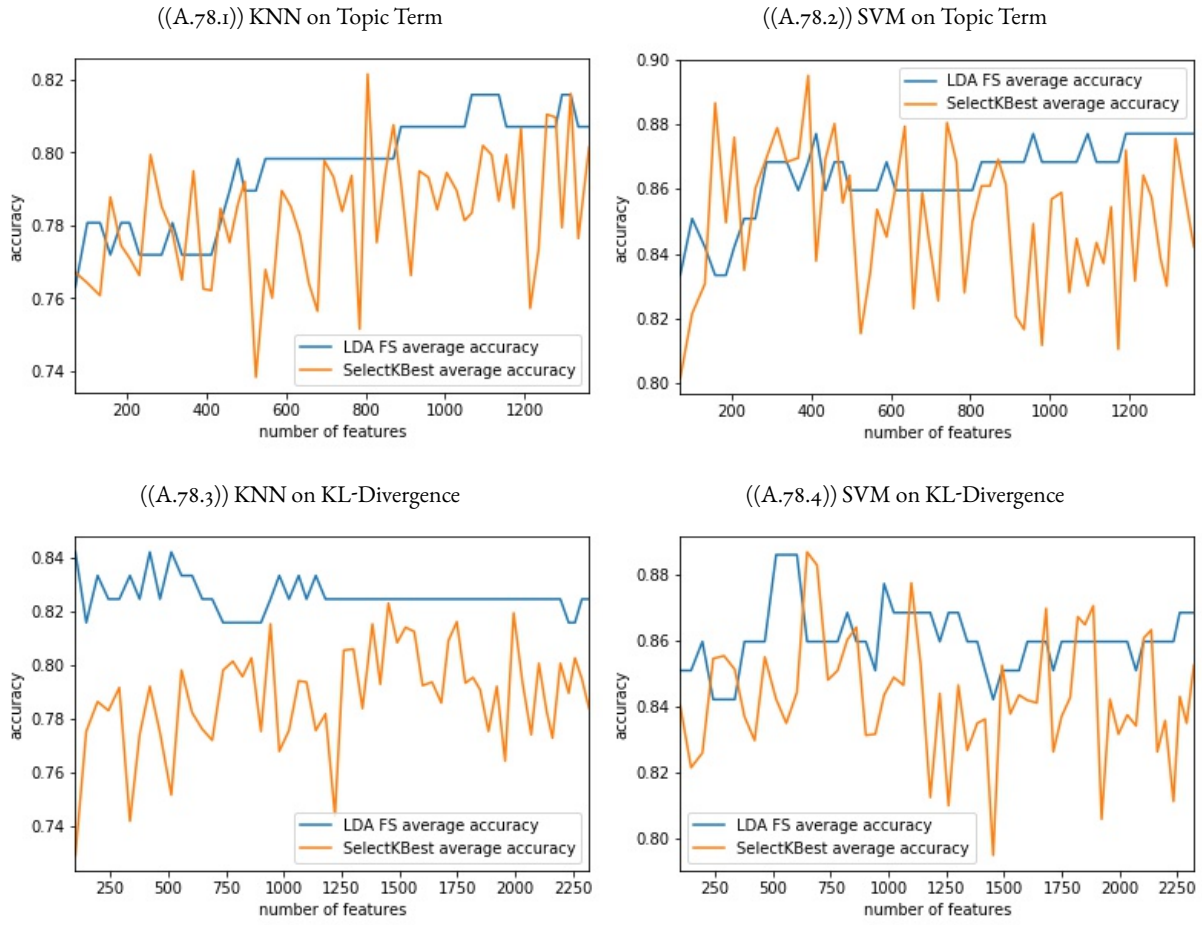 ((A.78.1)) KNN on Topic Term
((A.78.2)) SVM on Topic Term
0.82
0.80
0.78
0.76
0.74
accuracy
200 400 600 800 1000 1200
number of features
LDA FS average accuracy
SelectKBest average accuracy
0.90
0.88
0.86
0.84
0.82
0.80
accuracy
200 400 600 800 1000 1200
number of features
LDA FS average accuracy
SelectKBest average accuracy
((A.78.3)) KNN on KL-Divergence
((A.78.4)) SVM on KL-Divergence
0.84
0.82
0.80
0.78
0.76
0.74
accuracy
250 500 750 1000 1250 1500 1750 2000 2250
number of features
LDA FS average accuracy
SelectKBest average accuracy
0.88
0.86
0.84
0.82
0.80
accuracy
250 500 750 1000 1250 1500 1750 2000 2250
number of features
LDA FS average accuracy
SelectKBest average accuracy